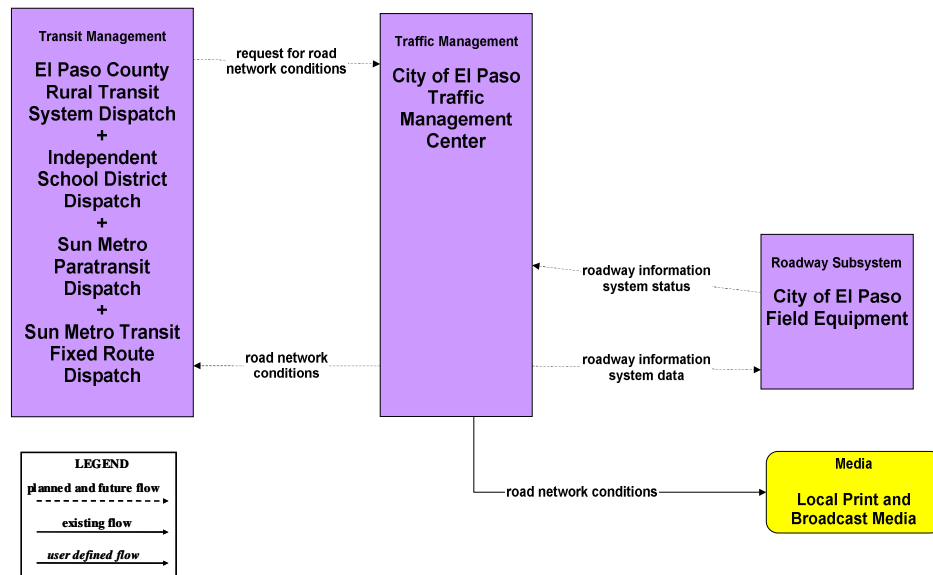 Transit Management
El Paso County
Rural Transit
System Dispatch
+
Independent
School District
Dispatch
+
Sun Metro
Paratransit
Dispatch
+
Sun Metro Transit
Fixed Route
Dispatch
request for road
network conditions
road network
conditions
Traffic Management
City of El Paso
Traffic
Management
Center
roadway information
system status
roadway information
system data
Roadway Subsystem
City of El Paso
Field Equipment
road network conditions
Media
Local Print and
Broadcast Media
LEGEND
planned and future flow
existing flow
user defined flow